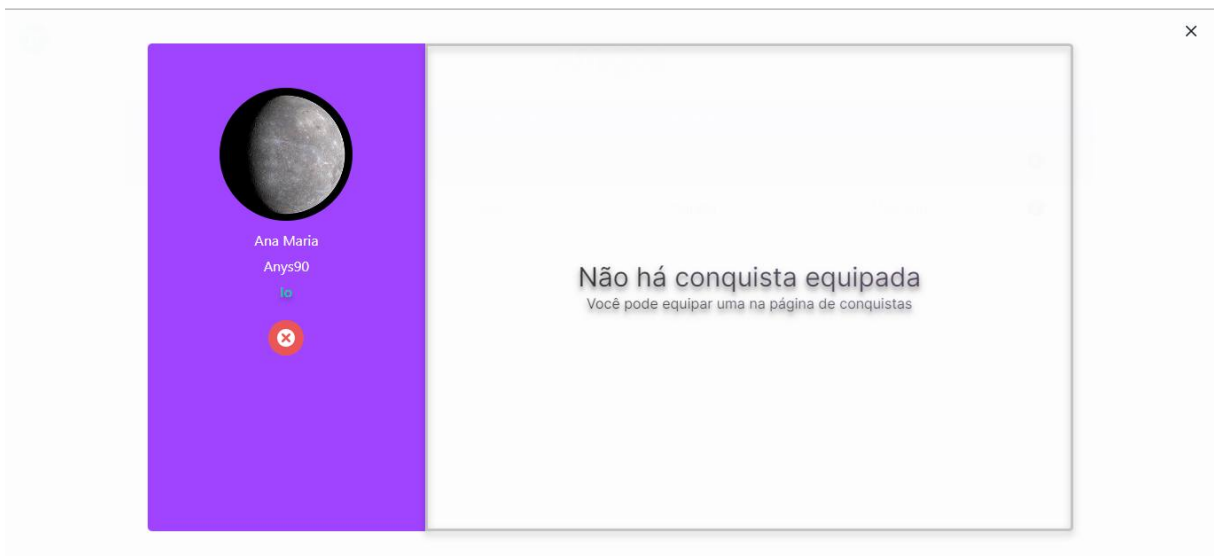 Ana Maria
Anys90
Io
Não há conquista equipada
Você pode equipar uma na página de conquistas